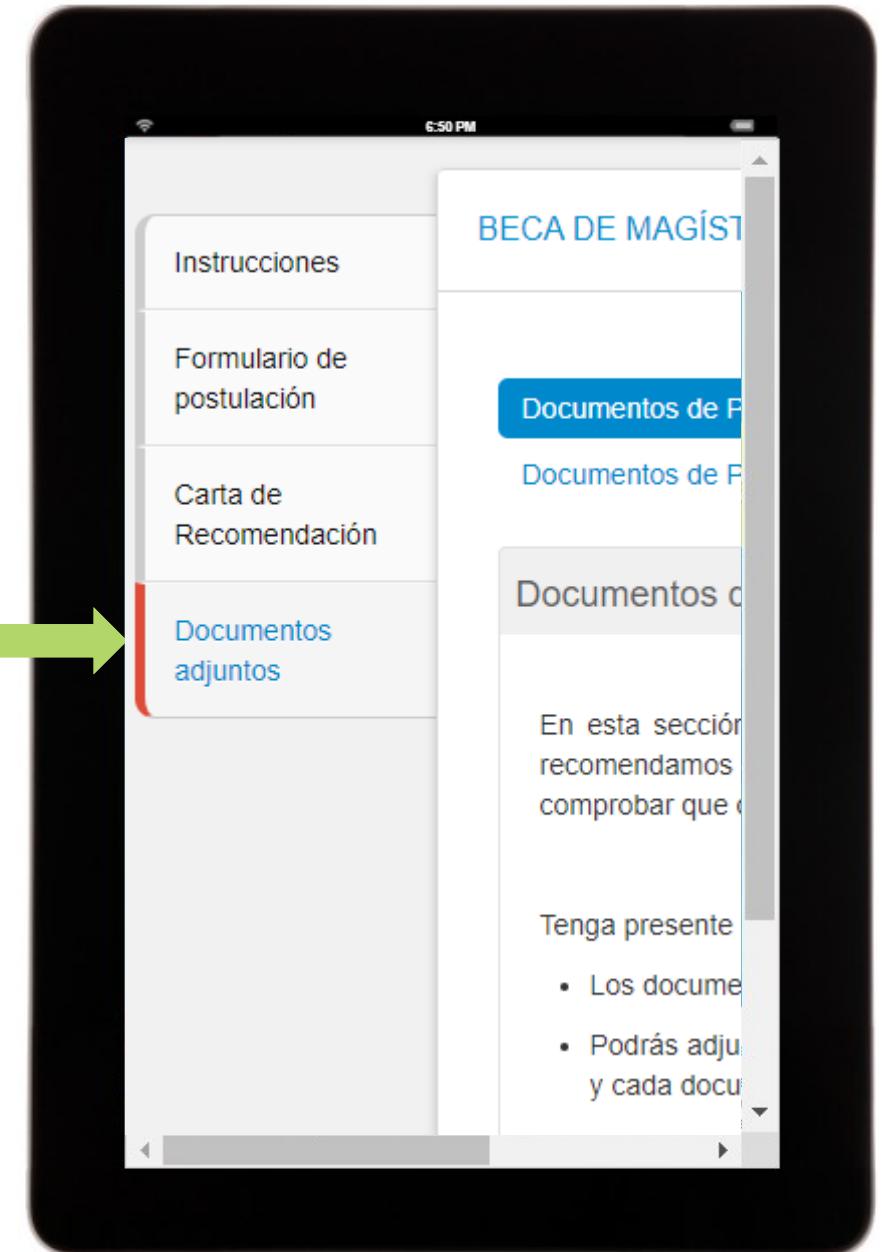 6:50 PM
Instrucciones
Formulario de
postulación
Carta de
Recomendación
Documentos
adjuntos
BECA DE MAGÍST
Documentos de P
Documentos de P
Documentos
En esta sección
recomendamos
comprobar que
Tenga presente
• Los docume
• Podrás adju
y cada docu